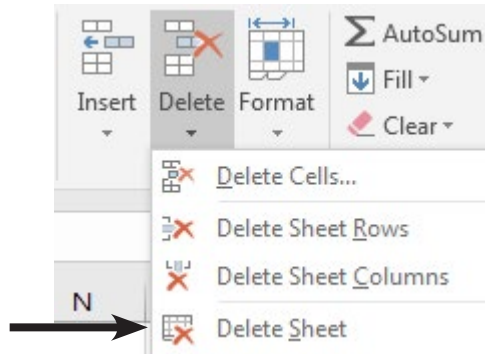 Insert Delete Format
AutoSum
Fill
Clear
Delete Cells...
Delete Sheet Rows
Delete Sheet Columns
N
Delete Sheet